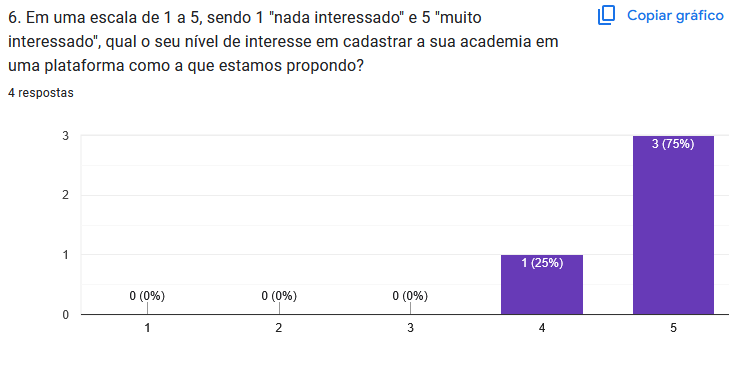 6. Em uma escala de 1 a 5, sendo 1 "nada interessado" e 5 "muito
interessado", qual o seu nível de interesse em cadastrar a sua academia em
uma plataforma como a que estamos propondo?
Copiar gráfico
4 respostas
3
2
1
0
0 (0%)
0 (0%)
0 (0%)
1 (25%)
3 (75%)
1
2
3
4
5